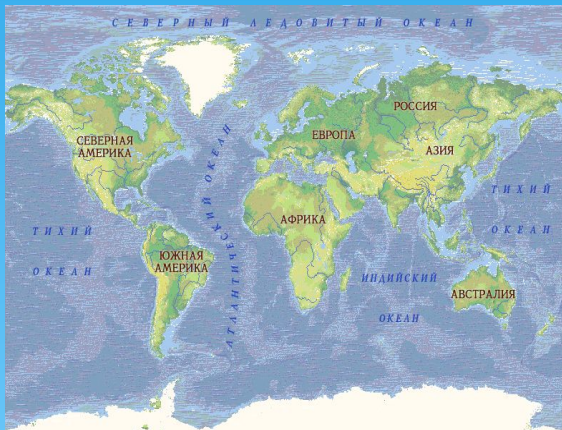 СЕВЕРНЫЙ ЛЕДОВИТЫЙ ОКЕАН
РОССИЯ
ЕВРОПА
СЕВЕРНАЯ
АМЕРИКА
АЗИЯ
АТЛАНТИЧЕСКИЙ ОКЕАН
ТИХИЙ
ОКЕАН
АФРИКА
ТИХИЙ
ОКЕАН
ЮЖНАЯ
АМЕРИКА
ИНДИЙСКИЙ
ОКЕАН
АВСТРАЛИЯ